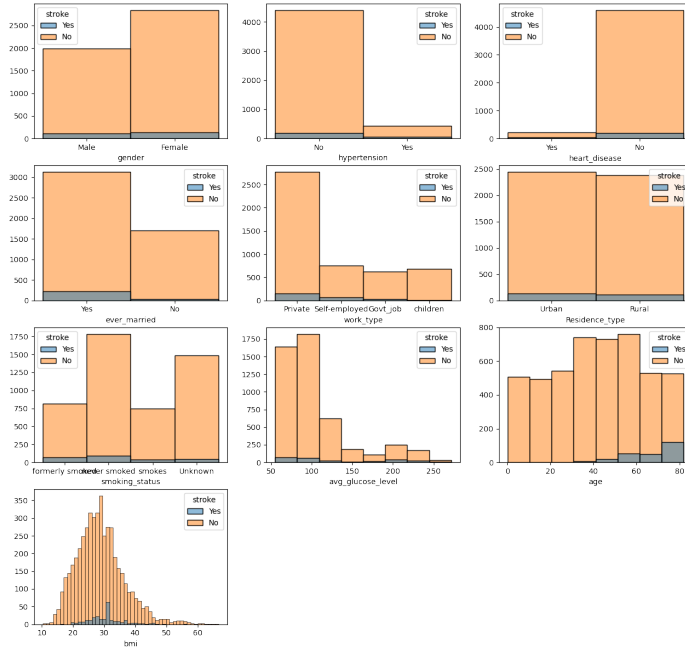 stroke
Yes
No
2500
2000
1500
1000
500
0
Male Female
gender
stroke
Yes
No
4000
3000
2000
1000
0
No Yes
hypertension
stroke
Yes
No
4000
3000
2000
1000
0
Yes No
heart_disease
stroke
Yes
No
3000
2500
2000
1500
1000
500
0
Yes No
ever_married
stroke
Yes
No
2500
2000
1500
1000
500
0
Private Self-employed Govt_job children
work_type
stroke
Yes
No
2500
2000
1500
1000
500
0
Urban Rural
Residence_type
stroke
Yes
No
1750
1500
1250
1000
750
500
250
0
formerly smoked never smoked smokes Unknown
smoking_status
stroke
Yes
No
1750
1500
1250
1000
750
500
250
0
50 100 150 200 250
avg_glucose_level
stroke
Yes
No
800
600
400
200
0
0 20 40 60 80
age
stroke
Yes
No
350
300
250
200
150
100
50
0
10 20 30 40 50 60
bmi